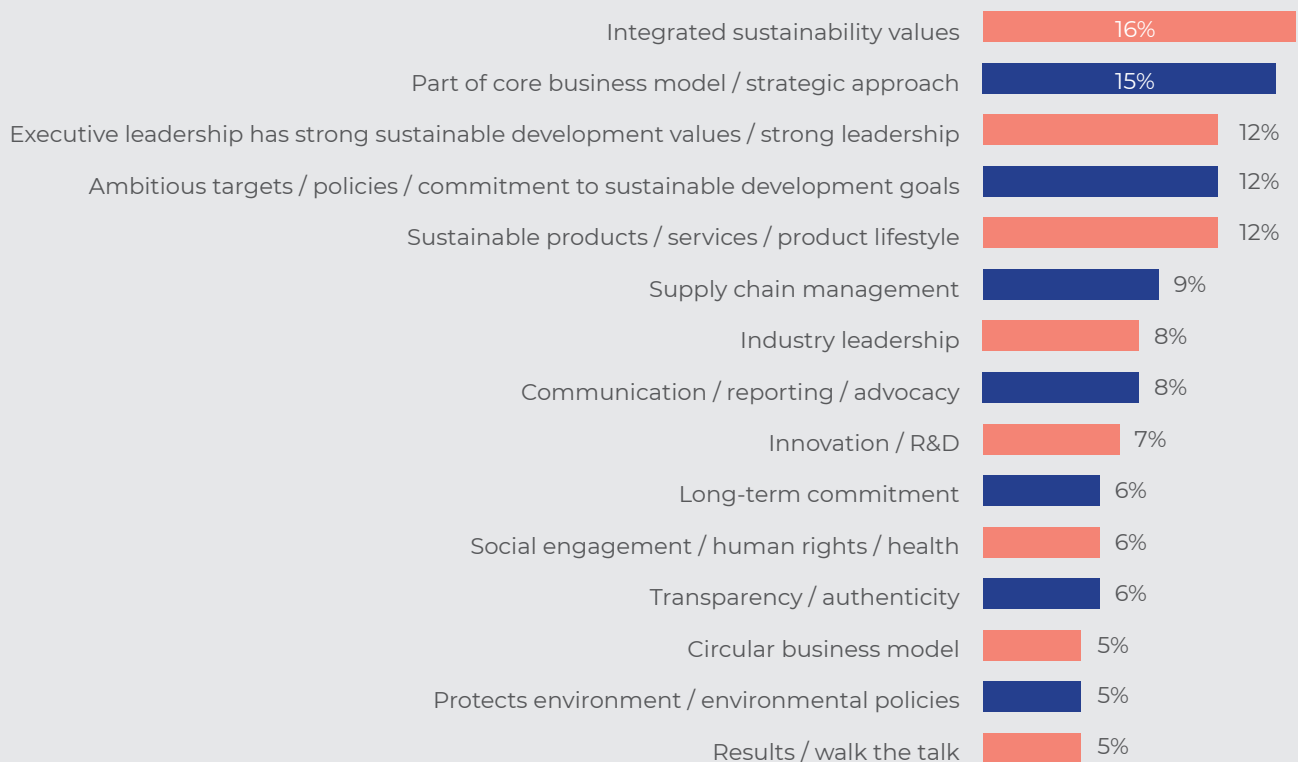 Integrated sustainability values 16%
Part of core business model / strategic approach 15%
Executive leadership has strong sustainable development values / strong leadership 12%
Ambitious targets / policies / commitment to sustainable development goals 12%
Sustainable products / services / product lifestyle 12%
Supply chain management 9%
Industry leadership 8%
Communication / reporting / advocacy 8%
Innovation / R&D 7%
Long-term commitment 6%
Social engagement / human rights / health 6%
Transparency / authenticity 6%
Circular business model 5%
Protects environment / environmental policies 5%
Results / walk the talk 5%